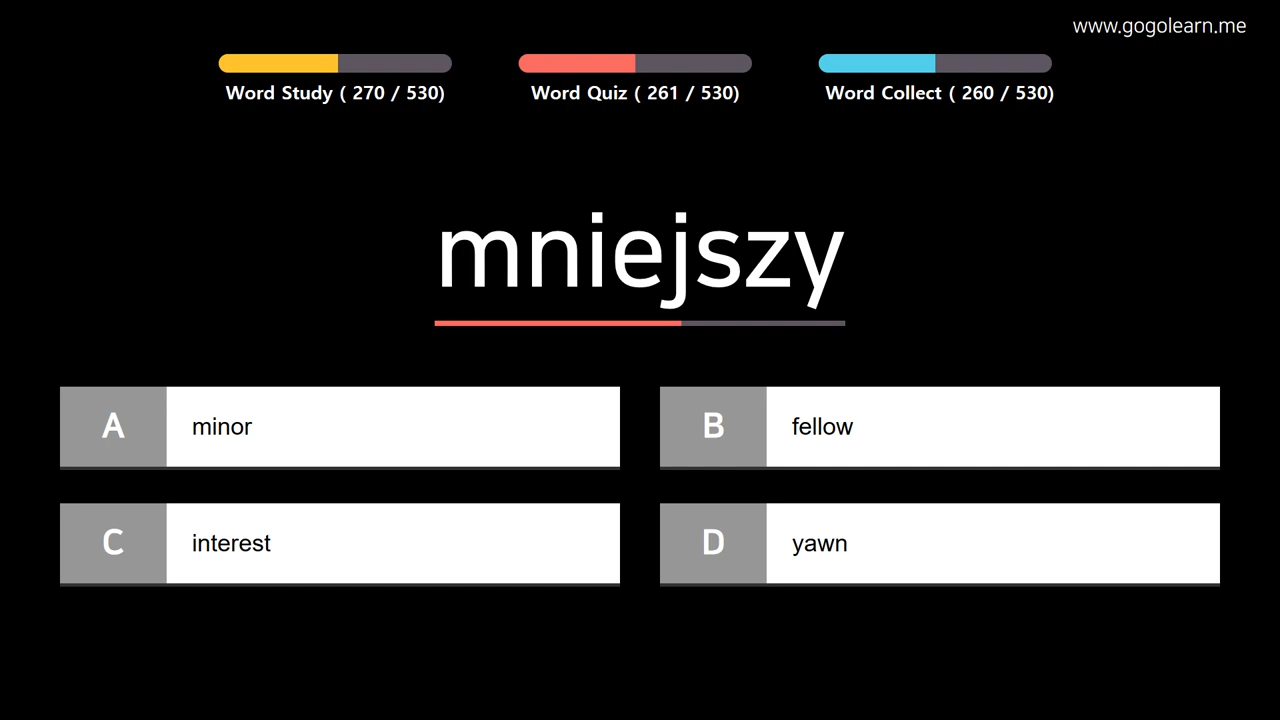 www.gogolearn.me
Word Study ( 270 / 530)
Word Quiz ( 261 / 530)
Word Collect ( 260 / 530)
mniejszy
A
minor
B
fellow
C
interest
D
yawn